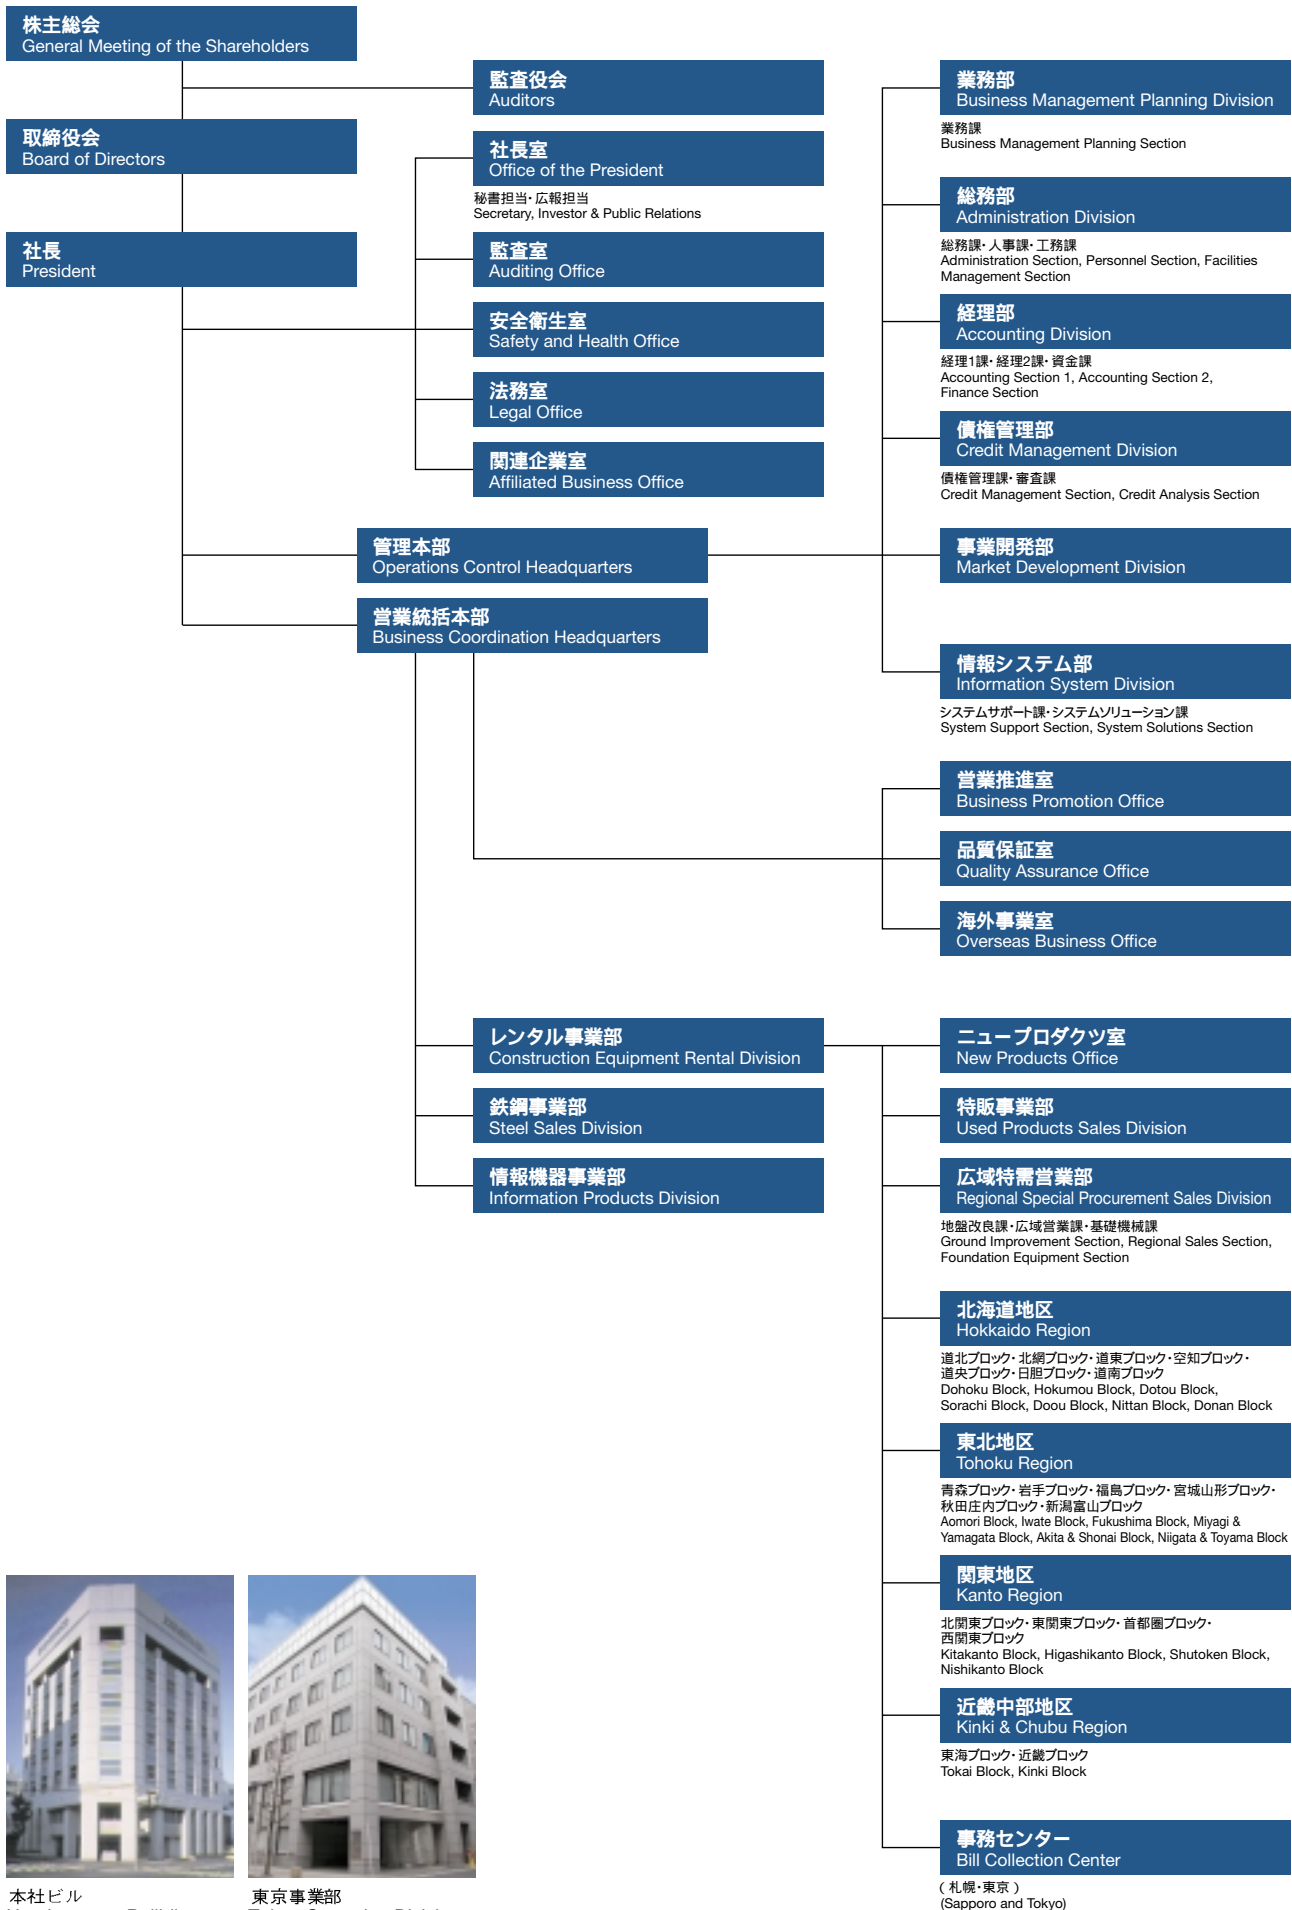 株主総会
General Meeting of the Shareholders
監査役会
Auditors
取締役会
Board of Directors
社長室
Office of the President
秘書担当・広報担当
Secretary, Investor & Public Relations
社長
President
監査室
Auditing Office
安全衛生室
Safety and Health Office
法務室
Legal Office
関連企業室
Affiliated Business Office
管理本部
Operations Control Headquarters
営業統括本部
Business Coordination Headquarters
業務部
Business Management Planning Division
業務課
Business Management Planning Section
総務部
Administration Division
総務課・人事課・工務課
Administration Section, Personnel Section, Facilities
Management Section
経理部
Accounting Division
経理1課・経理2課・資金課
Accounting Section 1, Accounting Section 2,
Finance Section
債権管理部
Credit Management Division
債権管理課・審査課
Credit Management Section, Credit Analysis Section
事業開発部
Market Development Division
情報システム部
Information System Division
システムサポート課・システムソリューション課
System Support Section, System Solutions Section
営業推進室
Business Promotion Office
品質保証室
Quality Assurance Office
海外事業室
Overseas Business Office
レンタル事業部
Construction Equipment Rental Division
鉄鋼事業部
Steel Sales Division
情報機器事業部
Information Products Division
ニュープロダクツ室
New Products Office
特販事業部
Used Products Sales Division
広域特需営業部
Regional Special Procurement Sales Division
地盤改良課・広域営業課・基礎機械課
Ground Improvement Section, Regional Sales Section,
Foundation Equipment Section
北海道地区
Hokkaido Region
道北ブロック・北網ブロック・道東ブロック・空知ブロック・
道央ブロック・日胆ブロック・道南ブロック
Dohoku Block, Hokumou Block, Dotou Block,
Sorachi Block, Doou Block, Nittan Block, Donan Block
東北地区
Tohoku Region
青森ブロック・岩手ブロック・福島ブロック・宮城山形ブロック・
秋田庄内ブロック・新潟富山ブロック
Aomori Block, Iwate Block, Fukushima Block, Miyagi &
Yamagata Block, Akita & Shonai Block, Niigata & Toyama Block
関東地区
Kanto Region
北関東ブロック・東関東ブロック・首都圏ブロック・
西関東ブロック
Kitakanto Block, Higashikanto Block, Shutoken Block,
Nishikanto Block
近畿中部地区
Kinki & Chubu Region
東海ブロック・近畿ブロック
Tokai Block, Kinki Block
事務センター
Bill Collection Center
(札幌・東京)
(Sapporo and Tokyo)
本社ビル
東京事業部